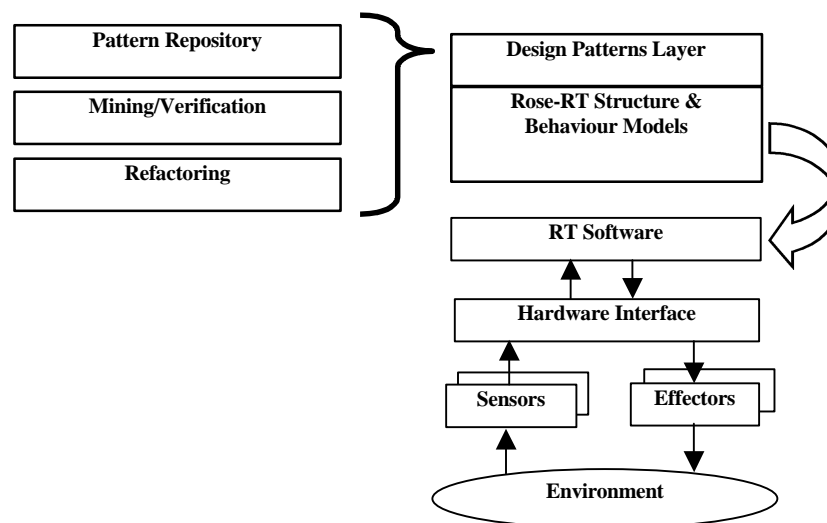 Pattern Repository
Mining/Verification
Refactoring
Design Patterns Layer
Rose-RT Structure &
Behaviour Models
RT Software
Hardware Interface
Sensors
Effectors
Environment